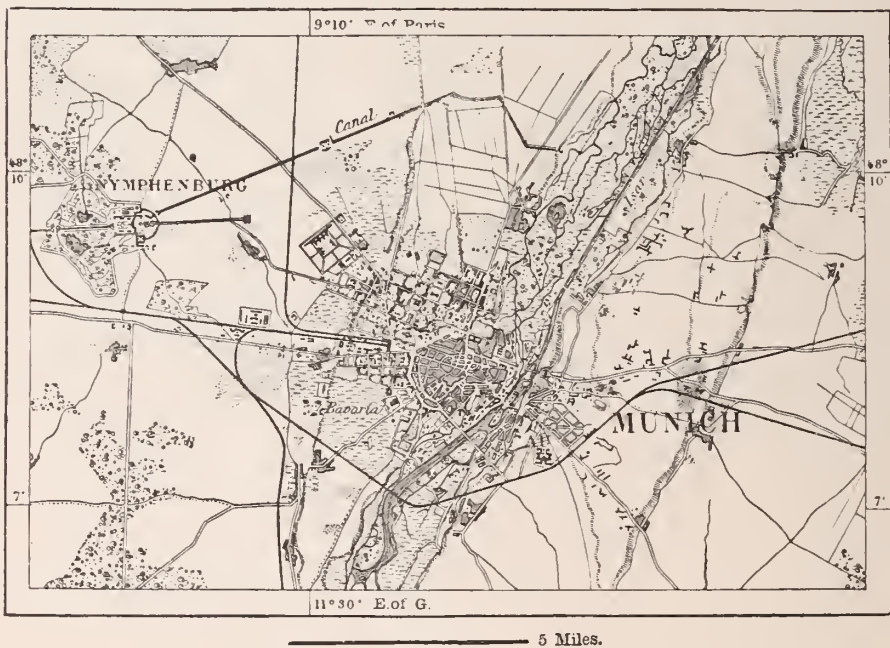 9°10' E of Paris
Canal
48°
10'
48°
10'
NYMPHENBURG
Isar
Bavaria
MUNICH
7'
7'
11°30' E.of G.
5 Miles.